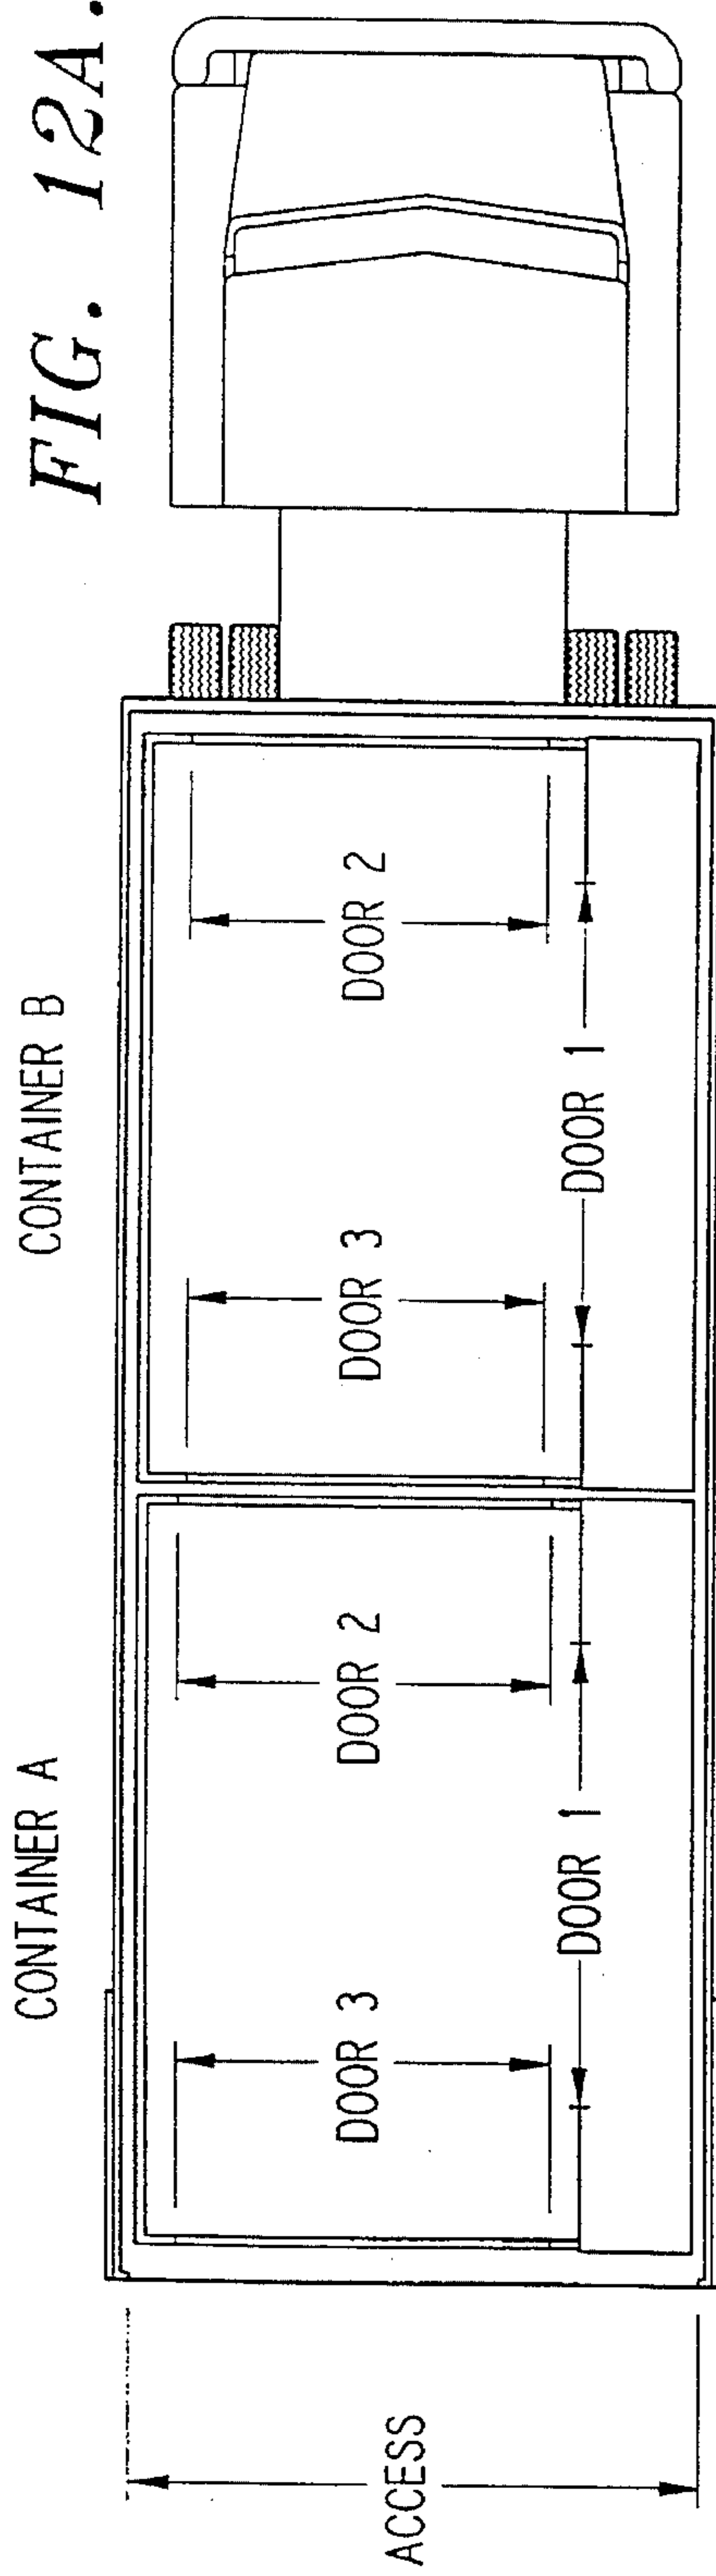 FIG. 12A.
CONTAINER A
CONTAINER B
DOOR 3
DOOR 2
DOOR 3
DOOR 2
DOOR 1
DOOR 1
ACCESS